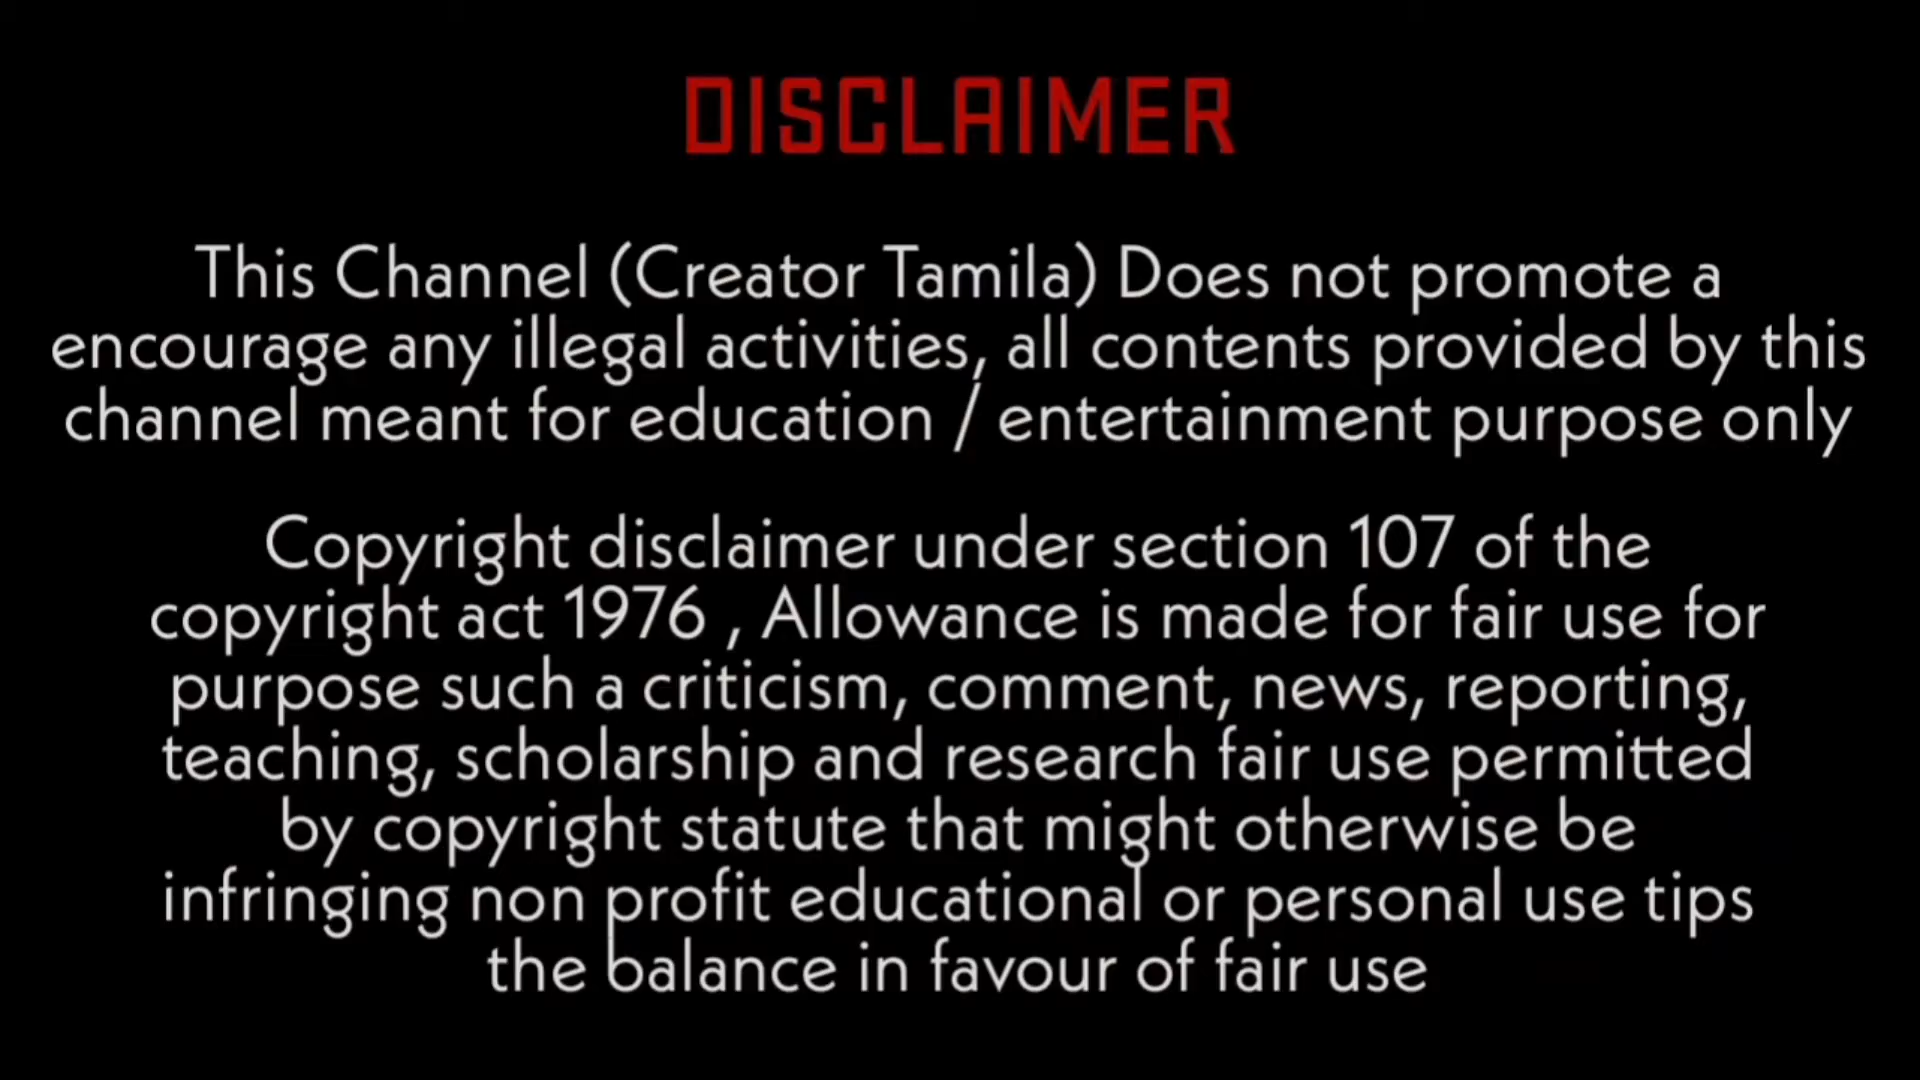 DISCLAIMER
This Channel (Creator Tamila) Does not promote a
encourage any illegal activities, all contents provided by this
channel meant for education / entertainment purpose only
Copyright disclaimer under section 107 of the
copyright act 1976 , Allowance is made for fair use for
purpose such a criticism, comment, news, reporting,
teaching, scholarship and research fair use permitted
by copyright statute that might otherwise be
infringing non profit educational or personal use tips
the balance in favour of fair use